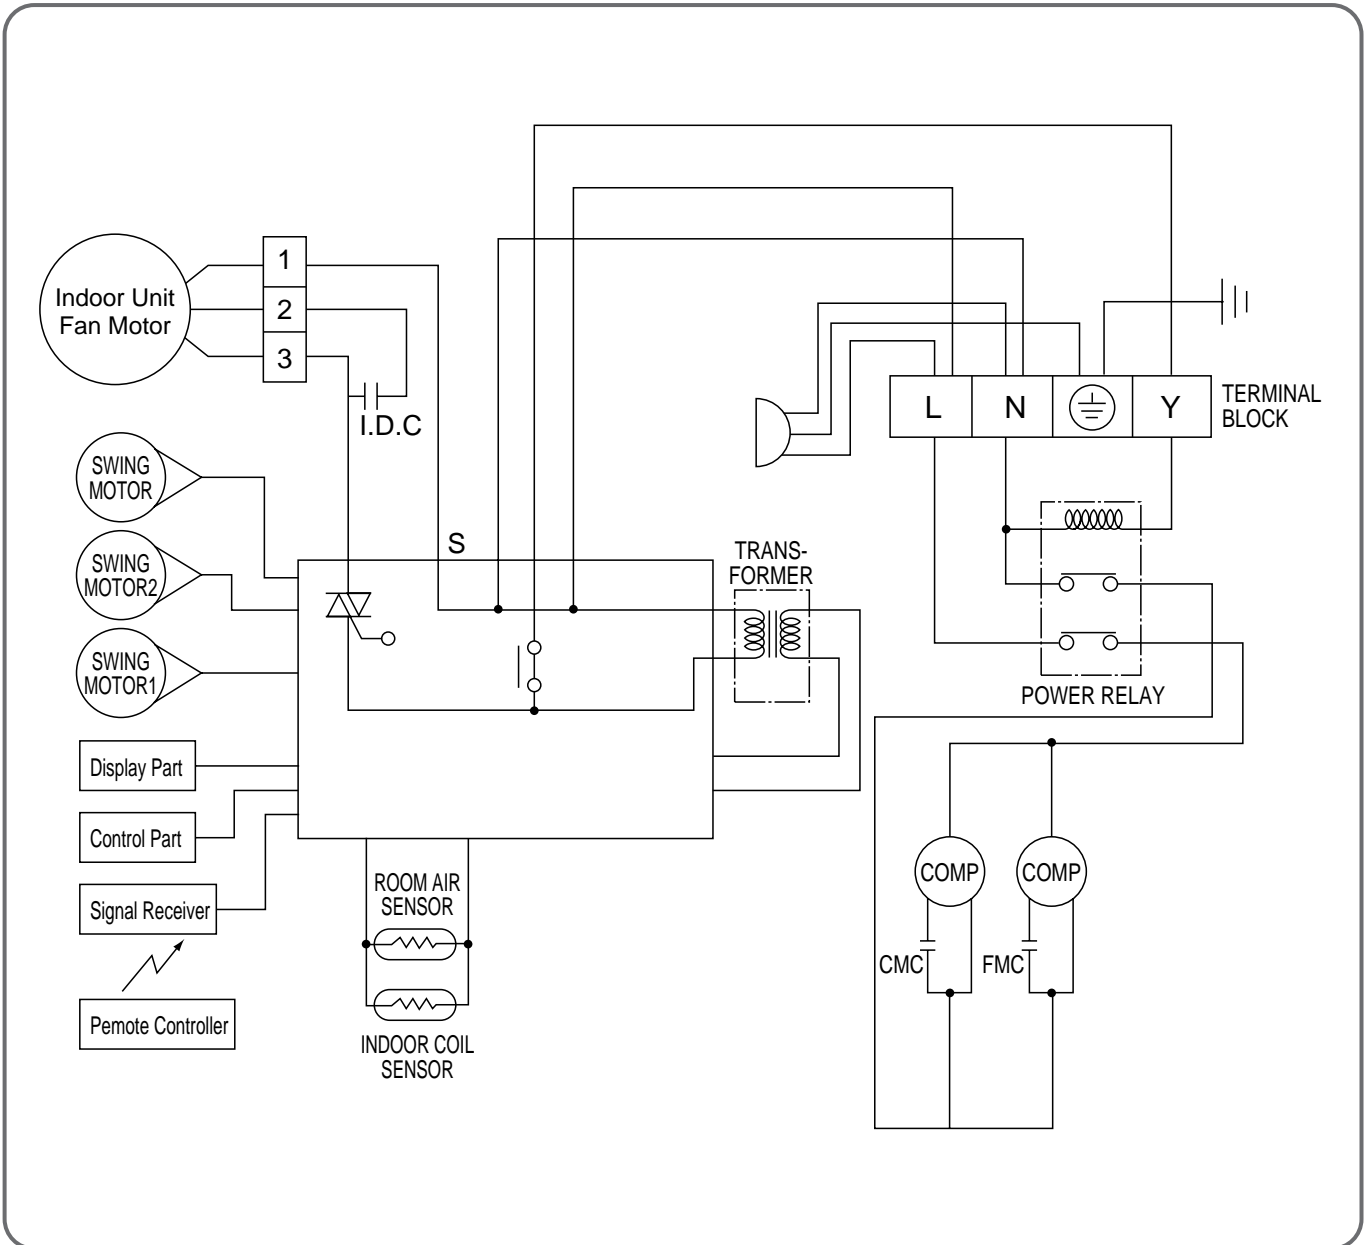 Indoor Unit
Fan Motor
1
2
3
I.D.C
L
N
Y
TERMINAL
BLOCK
SWING
MOTOR
S
SWING
MOTOR2
TRANS-
FORMER
SWING
MOTOR1
POWER RELAY
Display Part
Control Part
Signal Receiver
Pemote Controller
ROOM AIR
SENSOR
INDOOR COIL
SENSOR
COMP
COMP
CMC
FMC